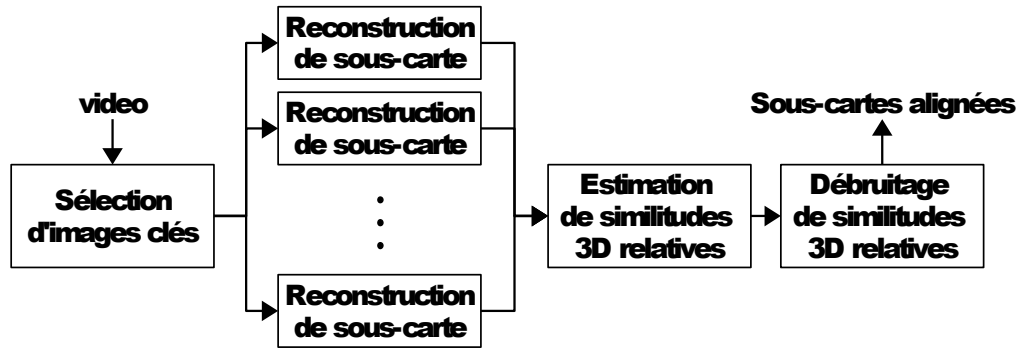 video
Sélection
d'images clés
Reconstruction
de sous-carte
Reconstruction
de sous-carte
Reconstruction
de sous-carte
Estimation
de similitudes
3D relatives
Débruitage
de similitudes
3D relatives
Sous-cartes alignées